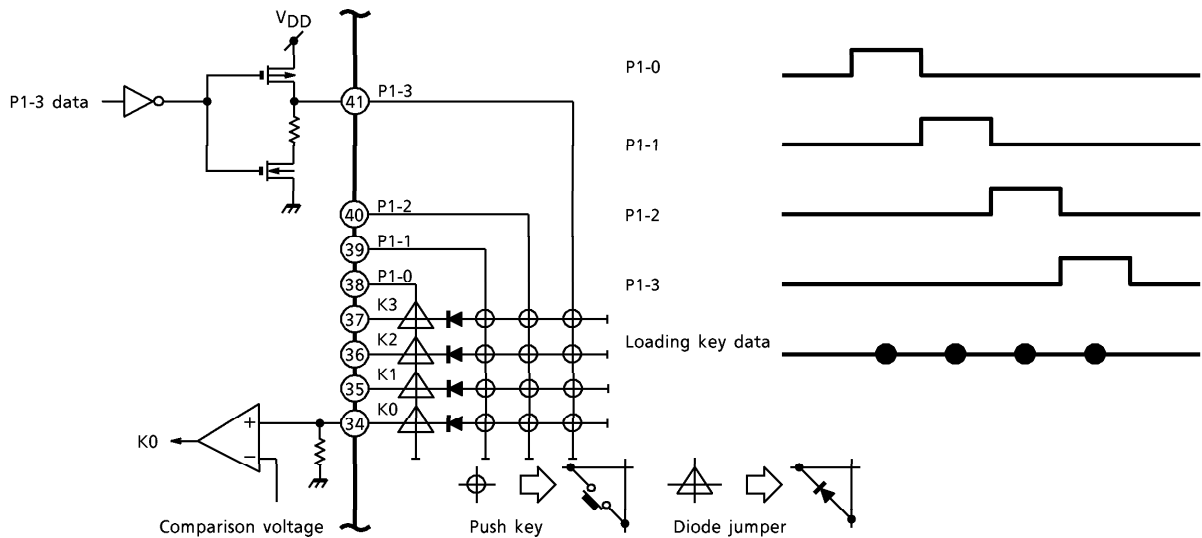 VDD
P1-3 data
41
P1-3
40
P1-2
39
P1-1
38
P1-0
37
K3
36
K2
35
K1
34
K0
+
−
K0
Comparison voltage
Push key
Diode jumper
P1-0
P1-1
P1-2
P1-3
Loading key data